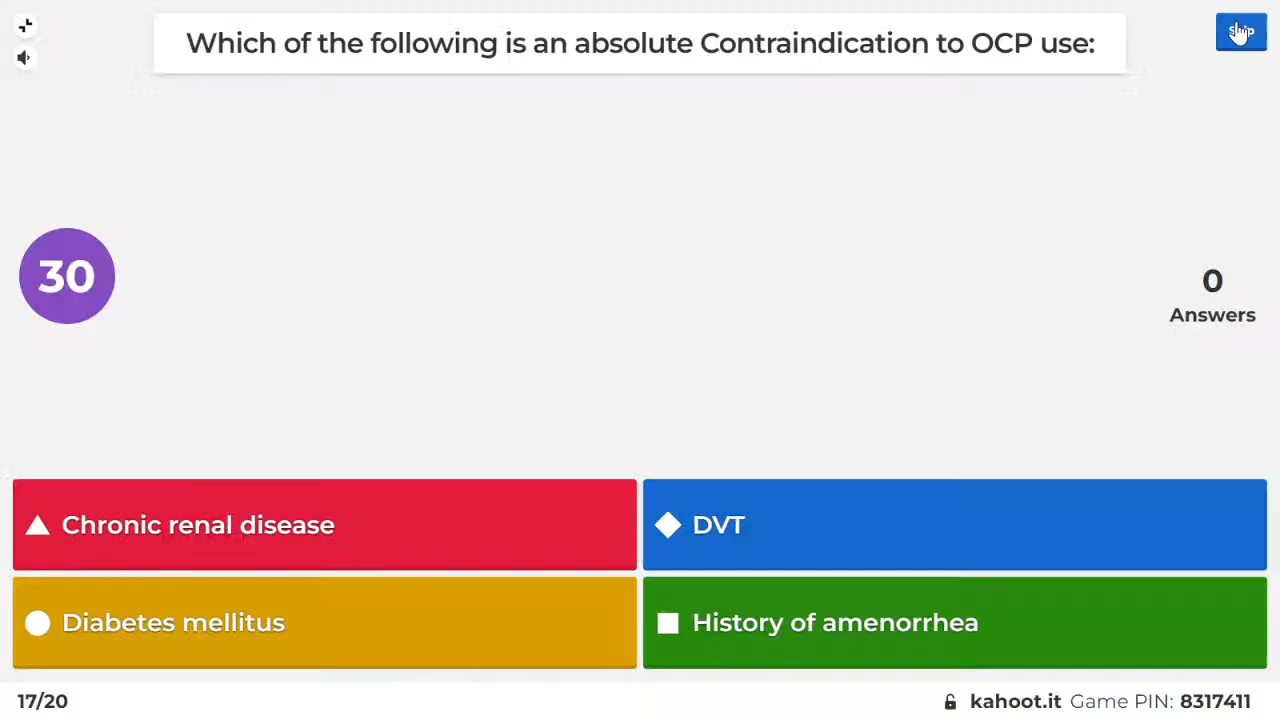 Which of the following is an absolute Contraindication to OCP use:
Skip
30
0
Answers
Chronic renal disease
DVT
Diabetes mellitus
History of amenorrhea
17/20
kahoot.it Game PIN: 8317411